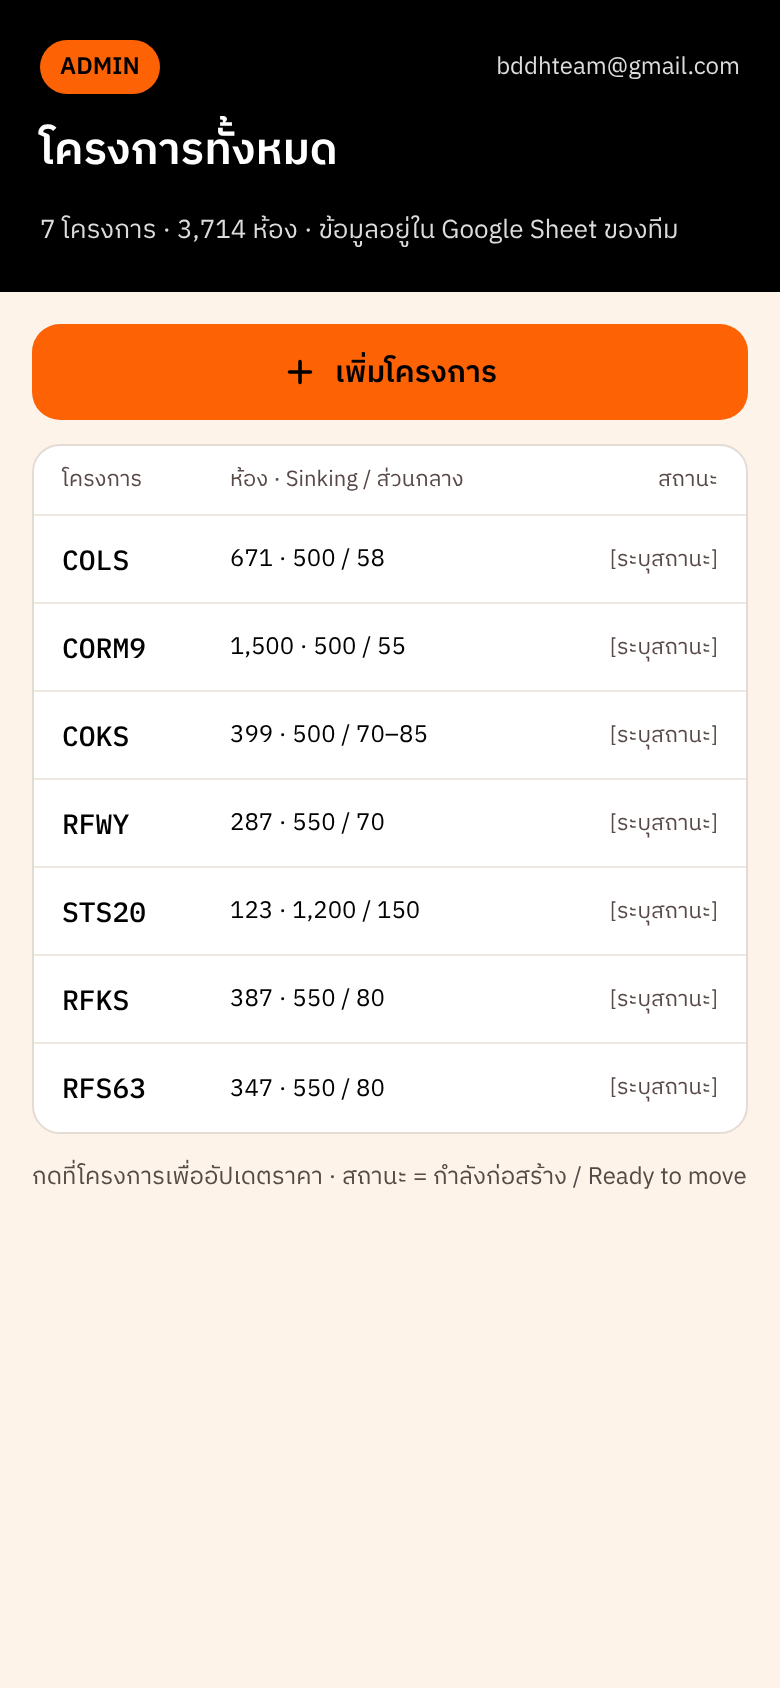 ADMIN bddhteam@gmail.com
โครงการทั้งหมด
7 โครงการ · 3,714 ห้อง · ข้อมูลอยู่ใน Google Sheet ของทีม
+ เพิ่มโครงการ
โครงการ ห้อง · Sinking / ส่วนกลาง สถานะ
COLS 671 · 500 / 58 [ระบุสถานะ]
CORM9 1,500 · 500 / 55 [ระบุสถานะ]
COKS 399 · 500 / 70–85 [ระบุสถานะ]
RFWY 287 · 550 / 70 [ระบุสถานะ]
STS20 123 · 1,200 / 150 [ระบุสถานะ]
RFKS 387 · 550 / 80 [ระบุสถานะ]
RFS63 347 · 550 / 80 [ระบุสถานะ]
กดที่โครงการเพื่ออัปเดตราคา · สถานะ = กำลังก่อสร้าง / Ready to move